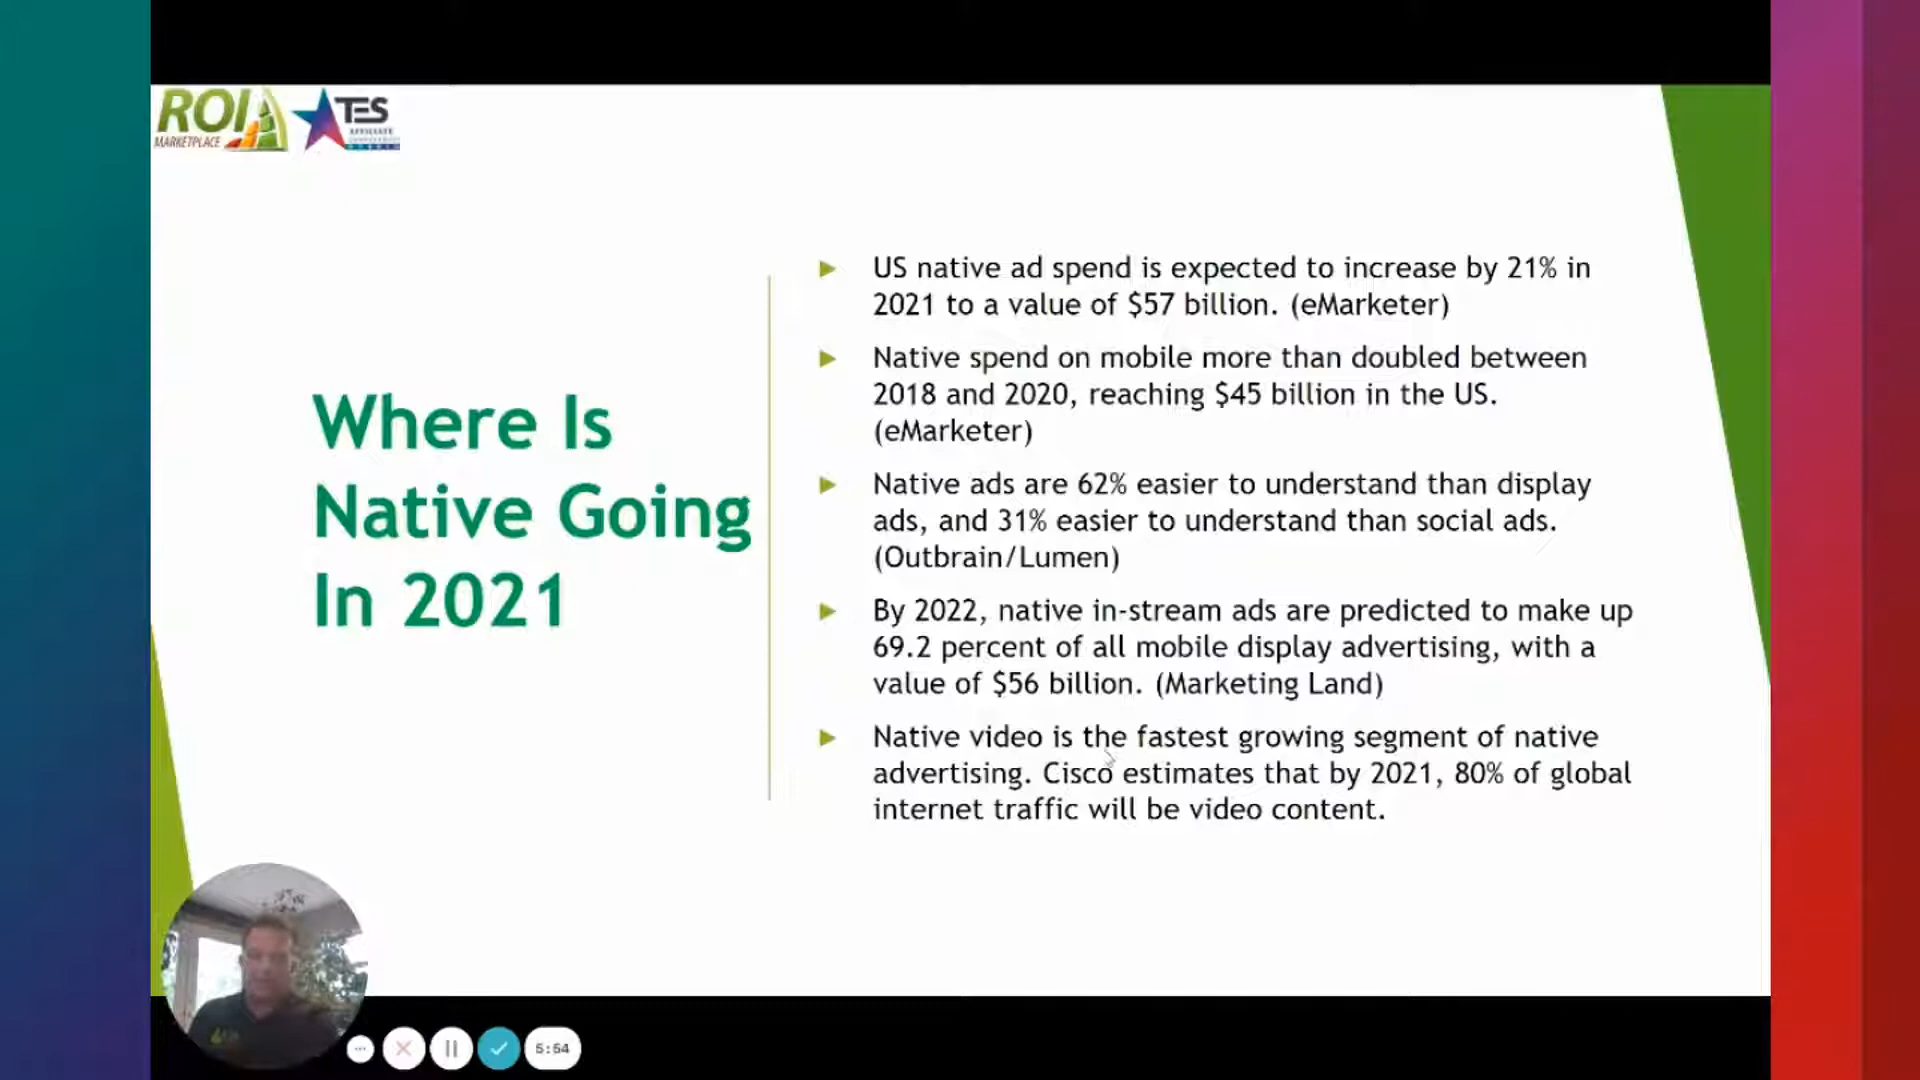 ROI
MARKETPLACE
TES
AFFILIATE
Where Is
Native Going
In 2021
US native ad spend is expected to increase by 21% in
2021 to a value of $57 billion. (eMarketer)
Native spend on mobile more than doubled between
2018 and 2020, reaching $45 billion in the US.
(eMarketer)
Native ads are 62% easier to understand than display
ads, and 31% easier to understand than social ads.
(Outbrain/Lumen)
By 2022, native in-stream ads are predicted to make up
69.2 percent of all mobile display advertising, with a
value of $56 billion. (Marketing Land)
Native video is the fastest growing segment of native
advertising. Cisco estimates that by 2021, 80% of global
internet traffic will be video content.
5:54